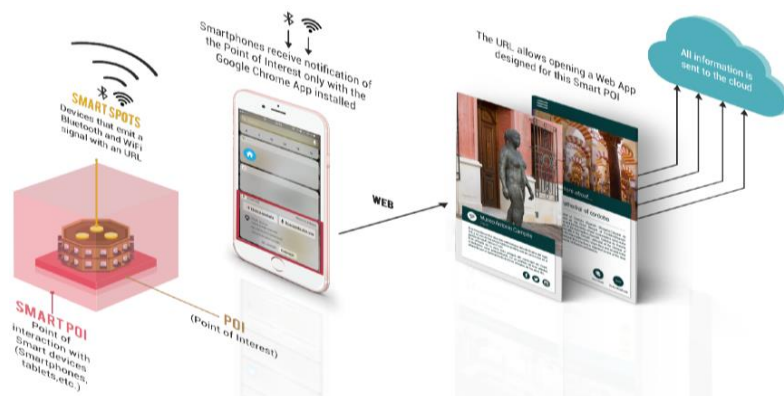 SMART SPOTS
Devices that emit a
Bluetooth and WiFi
signal with an URL
SMART POI
Point of
interaction with
Smart devices
(Smartphones,
tablets,etc.)
POI
(Point of Interest)
Smartphones receive notification of
the Point of Interest only with the
Google Chrome App installed
WEB
The URL allows opening a Web App
designed for this Smart POI
All information is
sent to the cloud